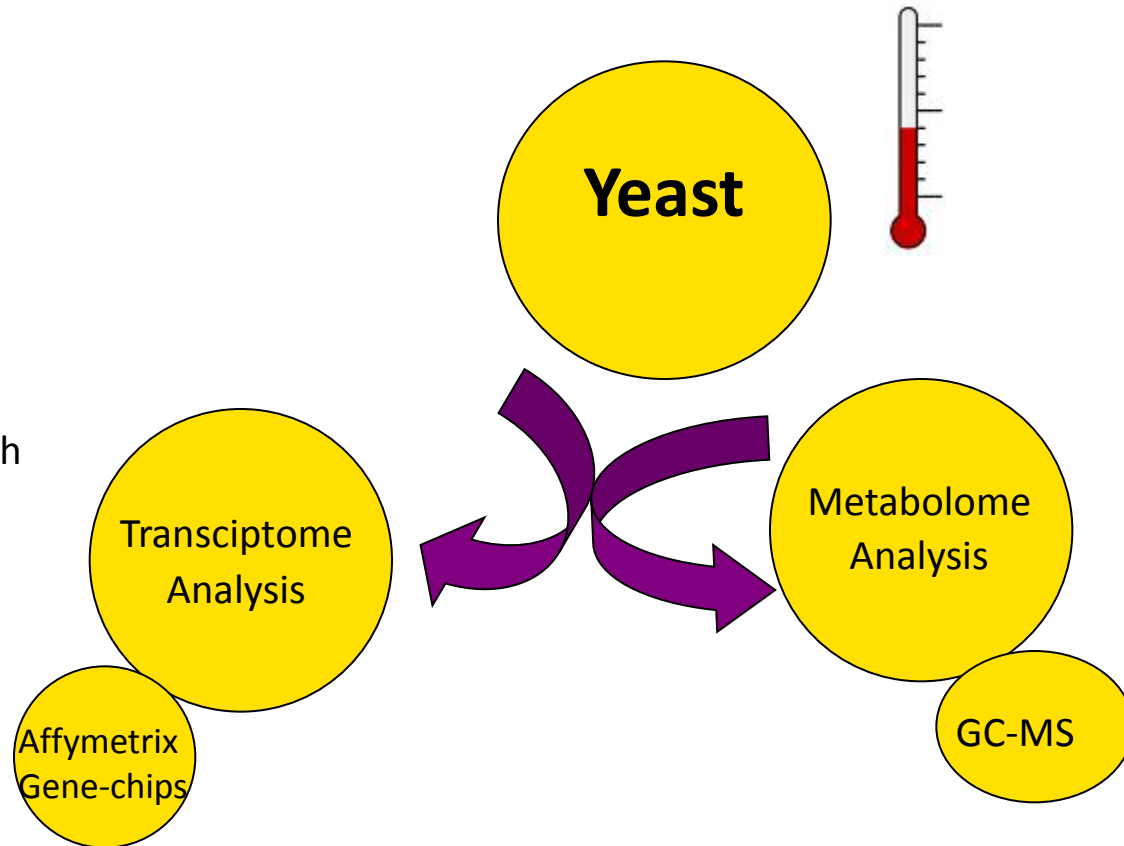 Yeast
h
Transciptome
Analysis
Metabolome
Analysis
Affymetrix
Gene-chips
GC-MS